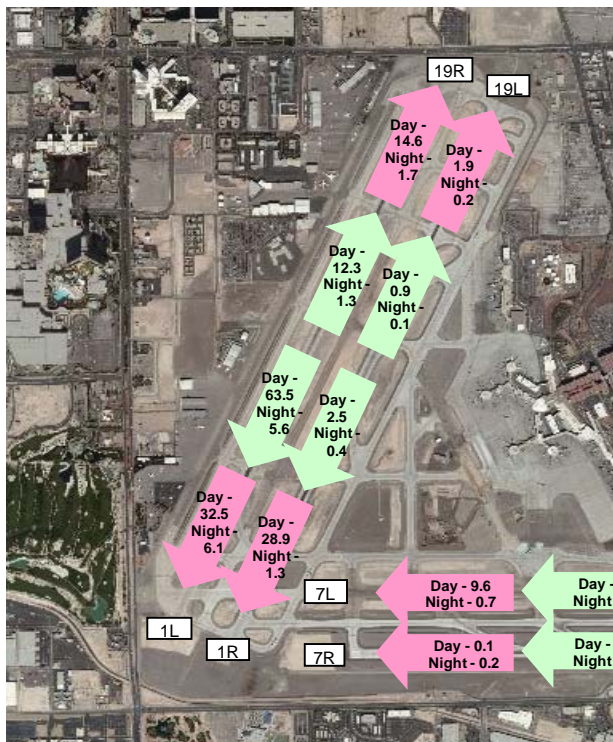 19R
19L
Day -
14.6
Night -
1.7
Day -
1.9
Night -
0.2
Day -
12.3
Night -
1.3
Day -
0.9
Night -
0.1
Day -
63.5
Night -
5.6
Day -
2.5
Night -
0.4
Day -
32.5
Night -
6.1
Day -
28.9
Night -
1.3
7L
Day - 9.6
Night - 0.7
Day -
Night
1L
1R
7R
Day - 0.1
Night - 0.2
Day -
Night